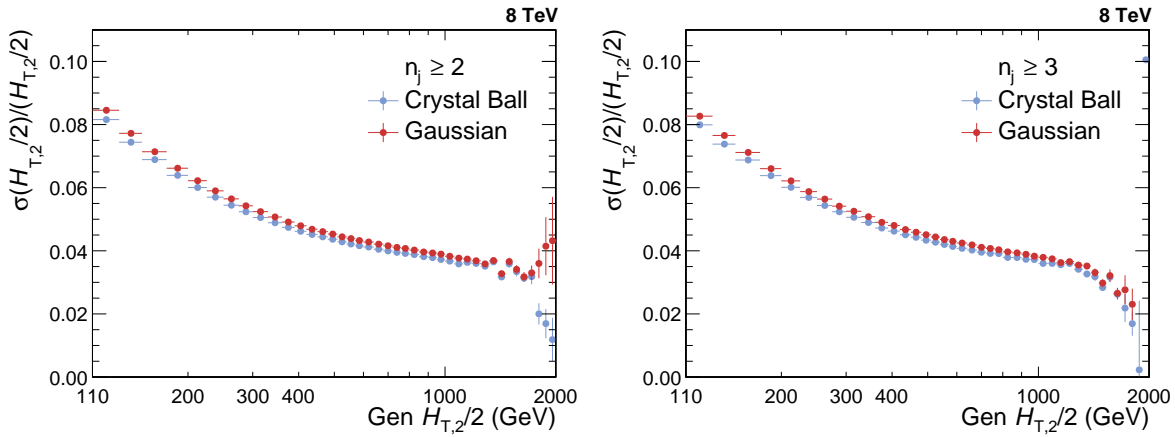 8 TeV
n_j ≥ 2
Crystal Ball
Gaussian
σ(H_T,2/2)/(H_T,2/2)
0.10
0.08
0.06
0.04
0.02
0.00
110 200 300 400 1000 2000
Gen H_T,2/2 (GeV)
8 TeV
n_j ≥ 3
Crystal Ball
Gaussian
σ(H_T,2/2)/(H_T,2/2)
0.10
0.08
0.06
0.04
0.02
0.00
110 200 300 400 1000 2000
Gen H_T,2/2 (GeV)